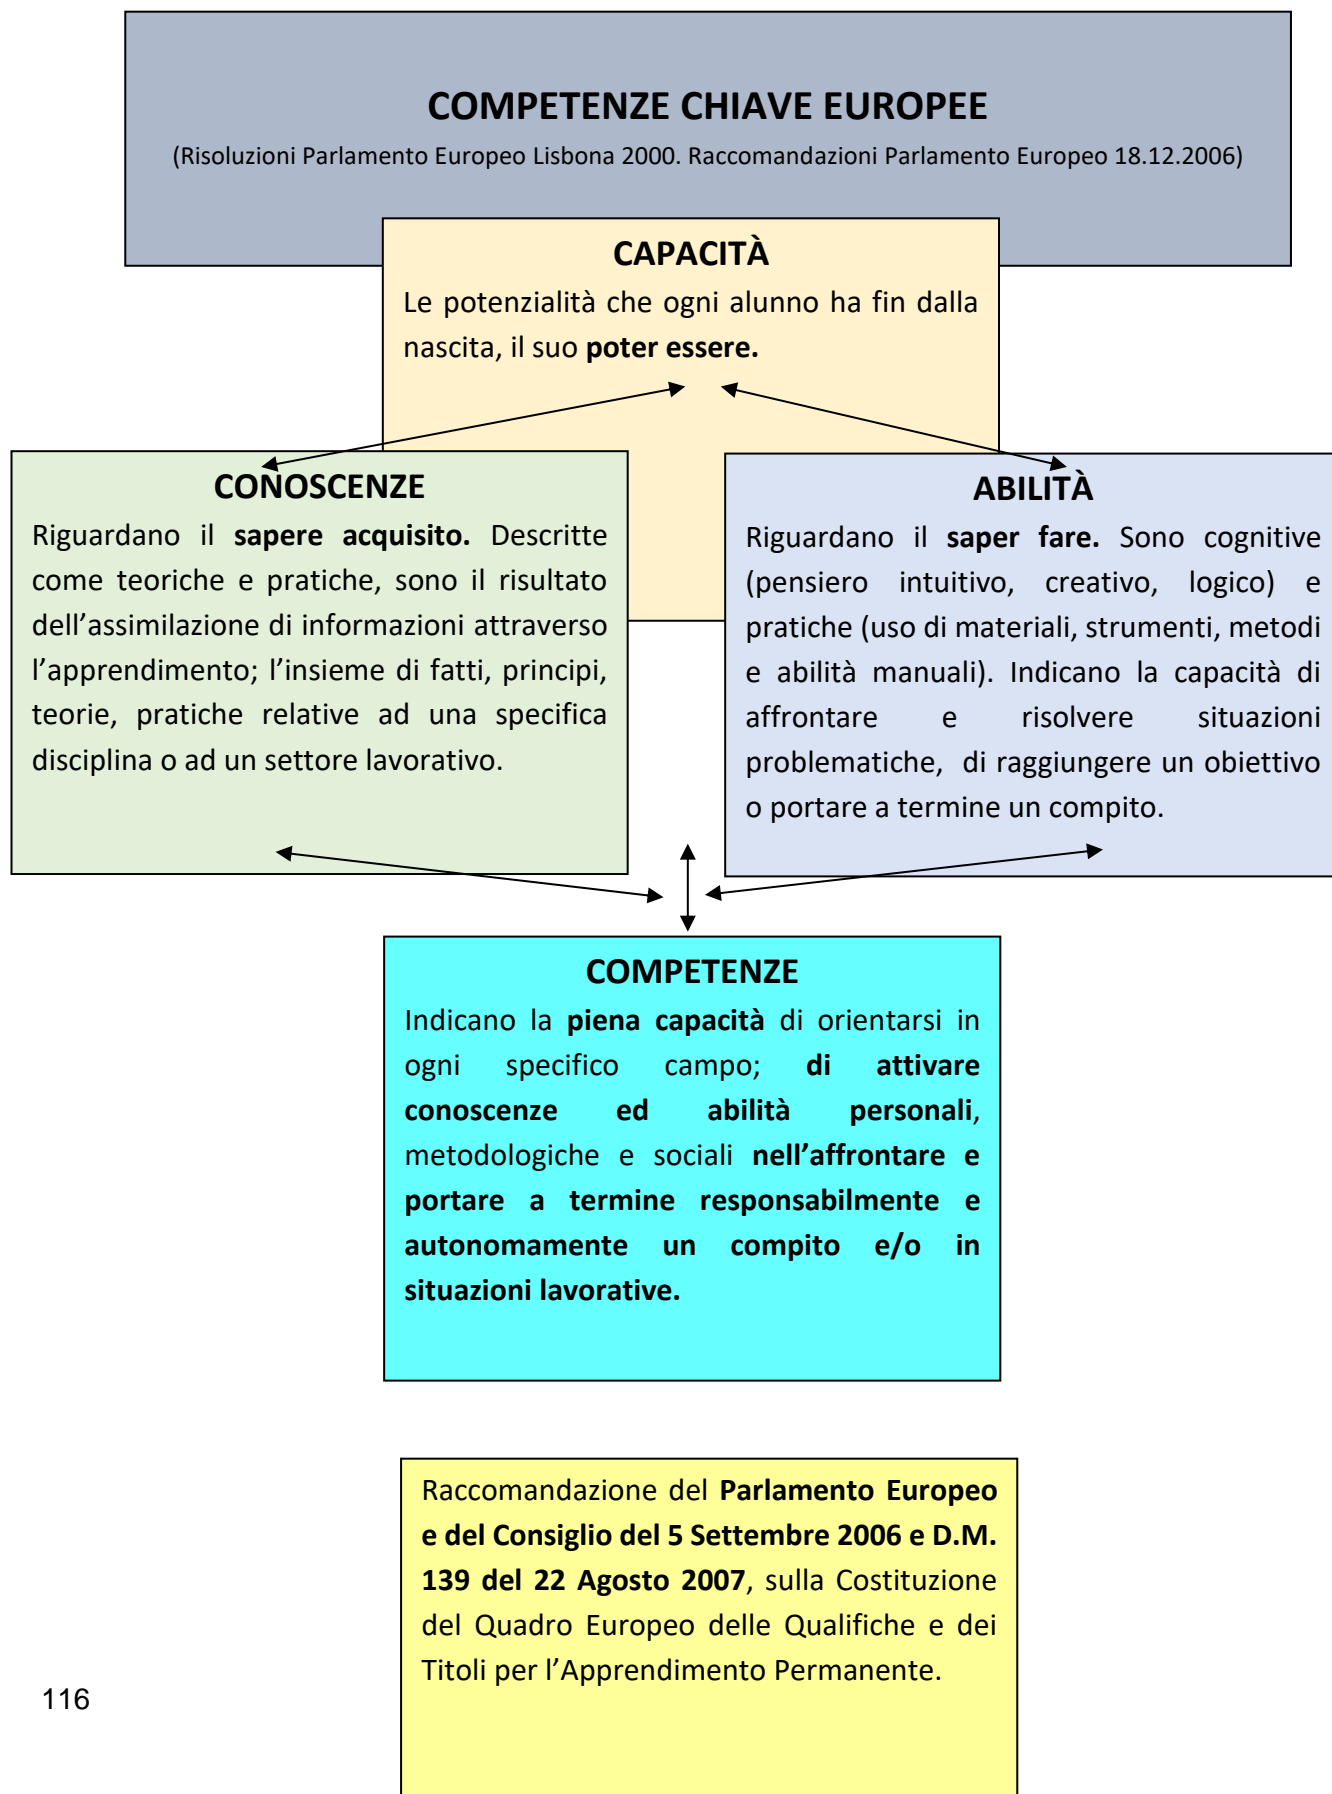 COMPETENZE CHIAVE EUROPEE
(Risoluzioni Parlamento Europeo Lisbona 2000. Raccomandazioni Parlamento Europeo 18.12.2006)
CAPACITÀ
Le potenzialità che ogni alunno ha fin dalla
nascita, il suo poter essere.
CONOSCENZE
Riguardano il sapere acquisito. Descritte
come teoriche e pratiche, sono il risultato
dell’assimilazione di informazioni attraverso
l’apprendimento; l’insieme di fatti, principi,
teorie, pratiche relative ad una specifica
disciplina o ad un settore lavorativo.
ABILITÀ
Riguardano il saper fare. Sono cognitive
(pensiero intuitivo, creativo, logico) e
pratiche (uso di materiali, strumenti, metodi
e abilità manuali). Indicano la capacità di
affrontare e risolvere situazioni
problematiche, di raggiungere un obiettivo
o portare a termine un compito.
COMPETENZE
Indicano la piena capacità di orientarsi in
ogni specifico campo; di attivare
conoscenze ed abilità personali,
metodologiche e sociali nell’affrontare e
portare a termine responsabilmente e
autonomamente un compito e/o in
situazioni lavorative.
Raccomandazione del Parlamento Europeo
e del Consiglio del 5 Settembre 2006 e D.M.
139 del 22 Agosto 2007, sulla Costituzione
del Quadro Europeo delle Qualifiche e dei
Titoli per l’Apprendimento Permanente.
116